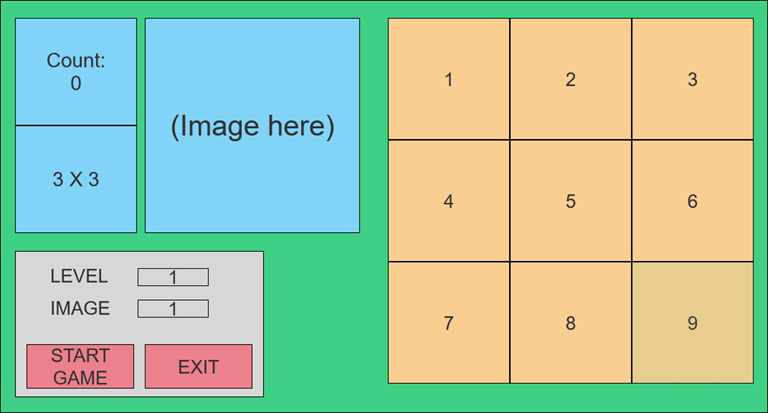 Count:
0
3 X 3
(Image here)
LEVEL 1
IMAGE 1
START
GAME
EXIT
1 2 3
4 5 6
7 8 9